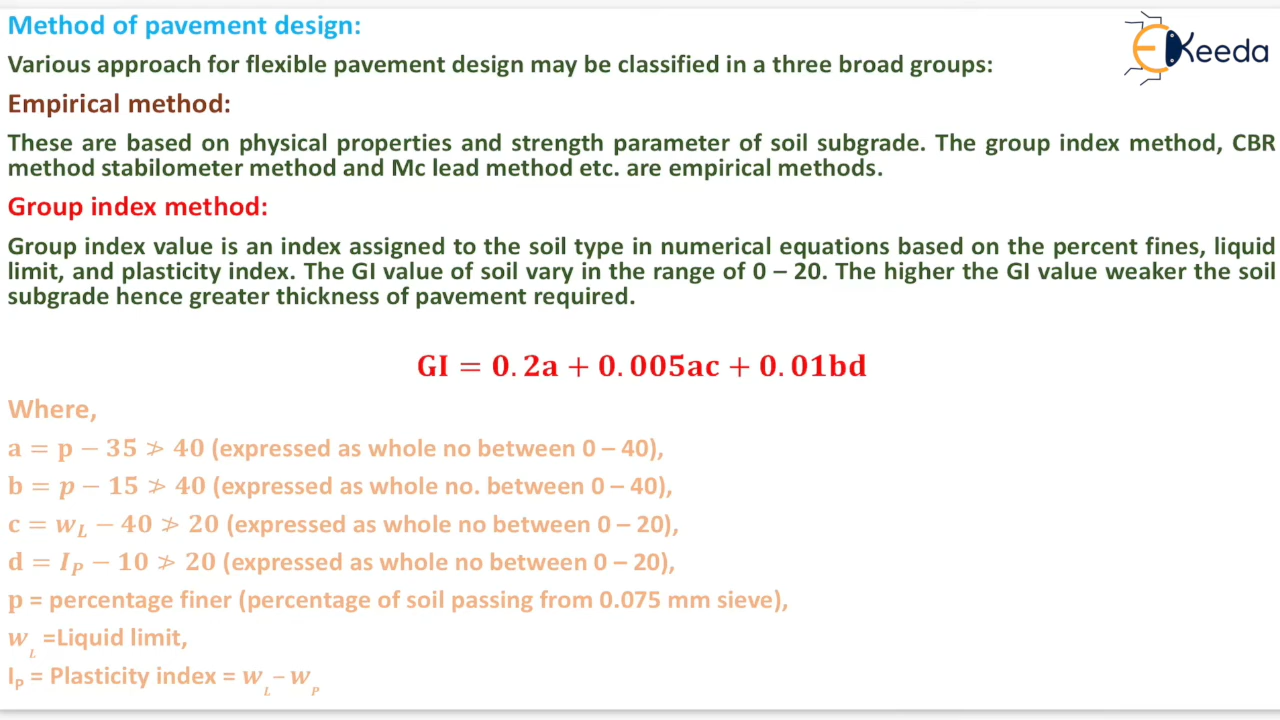 Method of pavement design:
EKeeda
Various approach for flexible pavement design may be classified in a three broad groups:
Empirical method:
These are based on physical properties and strength parameter of soil subgrade. The group index method, CBR
method stabilometer method and Mc lead method etc. are empirical methods.
Group index method:
Group index value is an index assigned to the soil type in numerical equations based on the percent fines, liquid
limit, and plasticity index. The GI value of soil vary in the range of 0 – 20. The higher the GI value weaker the soil
subgrade hence greater thickness of pavement required.
GI = 0.2a + 0.005ac + 0.01bd
Where,
a = p − 35 ≯ 40 (expressed as whole no between 0 – 40),
b = p − 15 ≯ 40 (expressed as whole no. between 0 – 40),
c = w_L − 40 ≯ 20 (expressed as whole no between 0 – 20),
d = I_P − 10 ≯ 20 (expressed as whole no between 0 – 20),
p = percentage finer (percentage of soil passing from 0.075 mm sieve),
w_L =Liquid limit,
I_P = Plasticity index = w_L − w_P